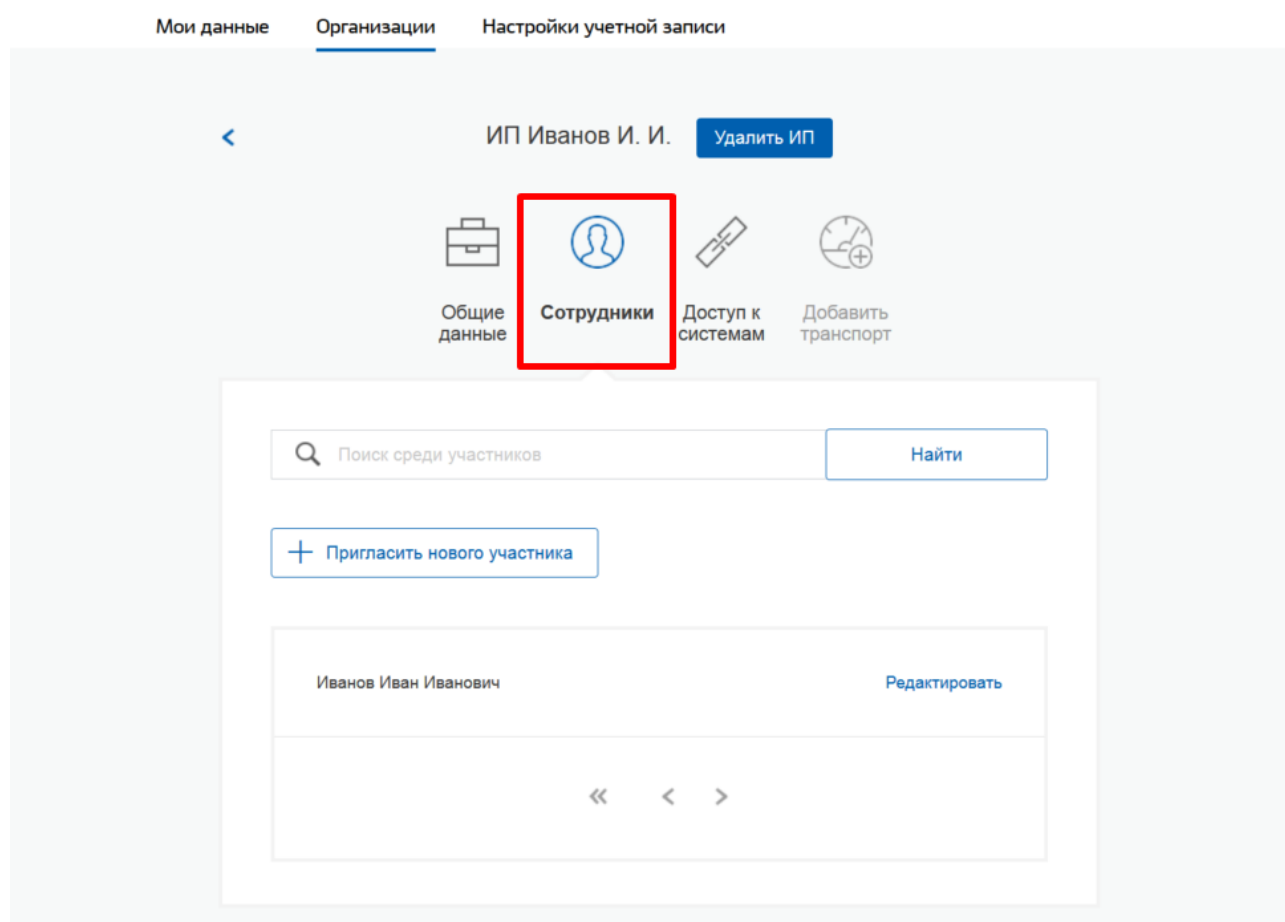 Мои данные Организации Настройки учетной записи
ИП Иванов И. И. Удалить ИП
Общие данные
Сотрудники
Доступ к системам
Добавить транспорт
Поиск среди участников Найти
Пригласить нового участника
Иванов Иван Иванович Редактировать